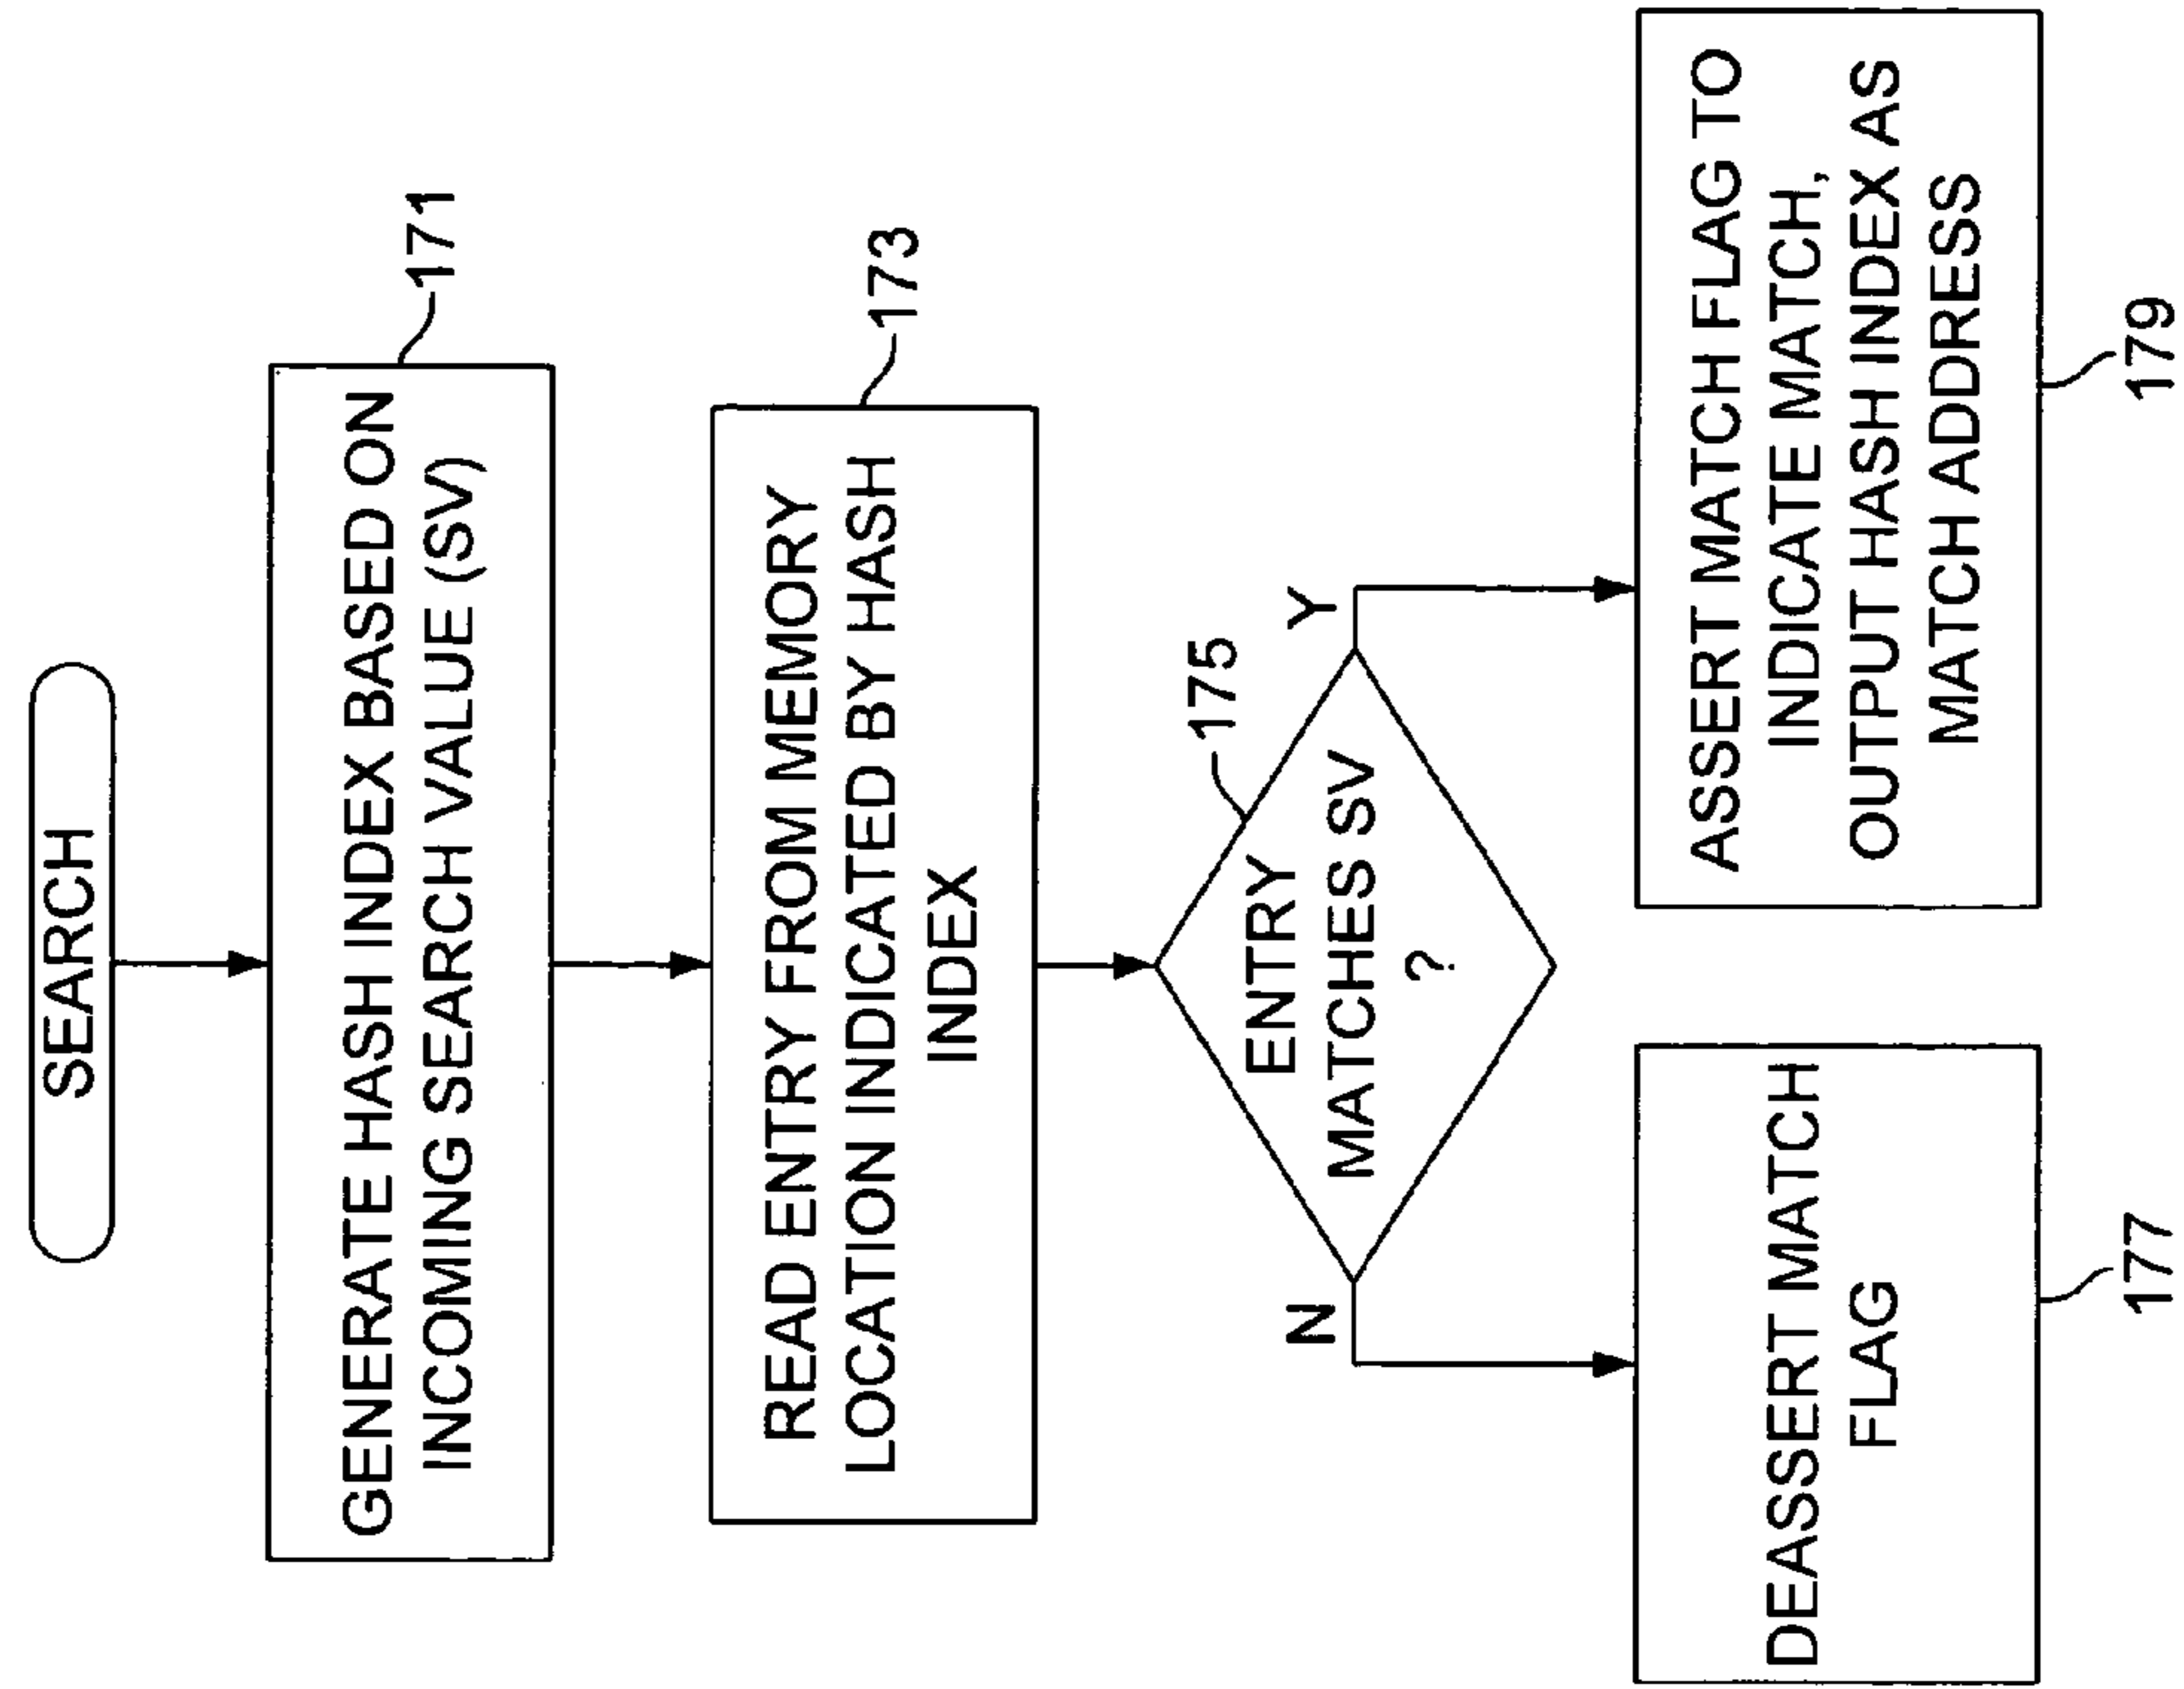 SEARCH
GENERATE HASH INDEX BASED ON
INCOMING SEARCH VALUE (SV)
171
READ ENTRY FROM MEMORY
LOCATION INDICATED BY HASH
INDEX
173
ENTRY
MATCHES SV
?
175
N
Y
DEASSERT MATCH
FLAG
177
ASSERT MATCH FLAG TO
INDICATE MATCH,
OUTPUT HASH INDEX AS
MATCH ADDRESS
179